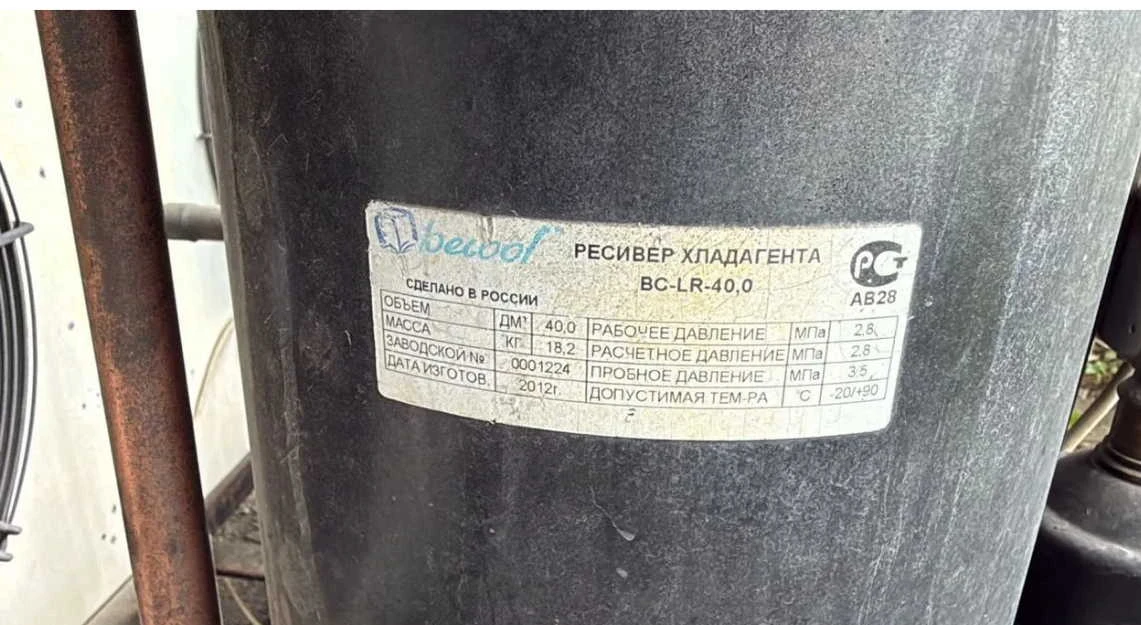 becool
РЕСИВЕР ХЛАДАГЕНТА
BC-LR-40,0
РСТ
АВ28
СДЕЛАНО В РОССИИ
ОБЪЕМ ДМ³ 40,0 РАБОЧЕЕ ДАВЛЕНИЕ МПа 2,8
МАССА КГ 18,2 РАСЧЕТНОЕ ДАВЛЕНИЕ МПа 2,8
ЗАВОДСКОЙ № 0001224 ПРОБНОЕ ДАВЛЕНИЕ МПа 3,5
ДАТА ИЗГОТОВ. 2012г. ДОПУСТИМАЯ ТЕМ-РА °С -20/+90